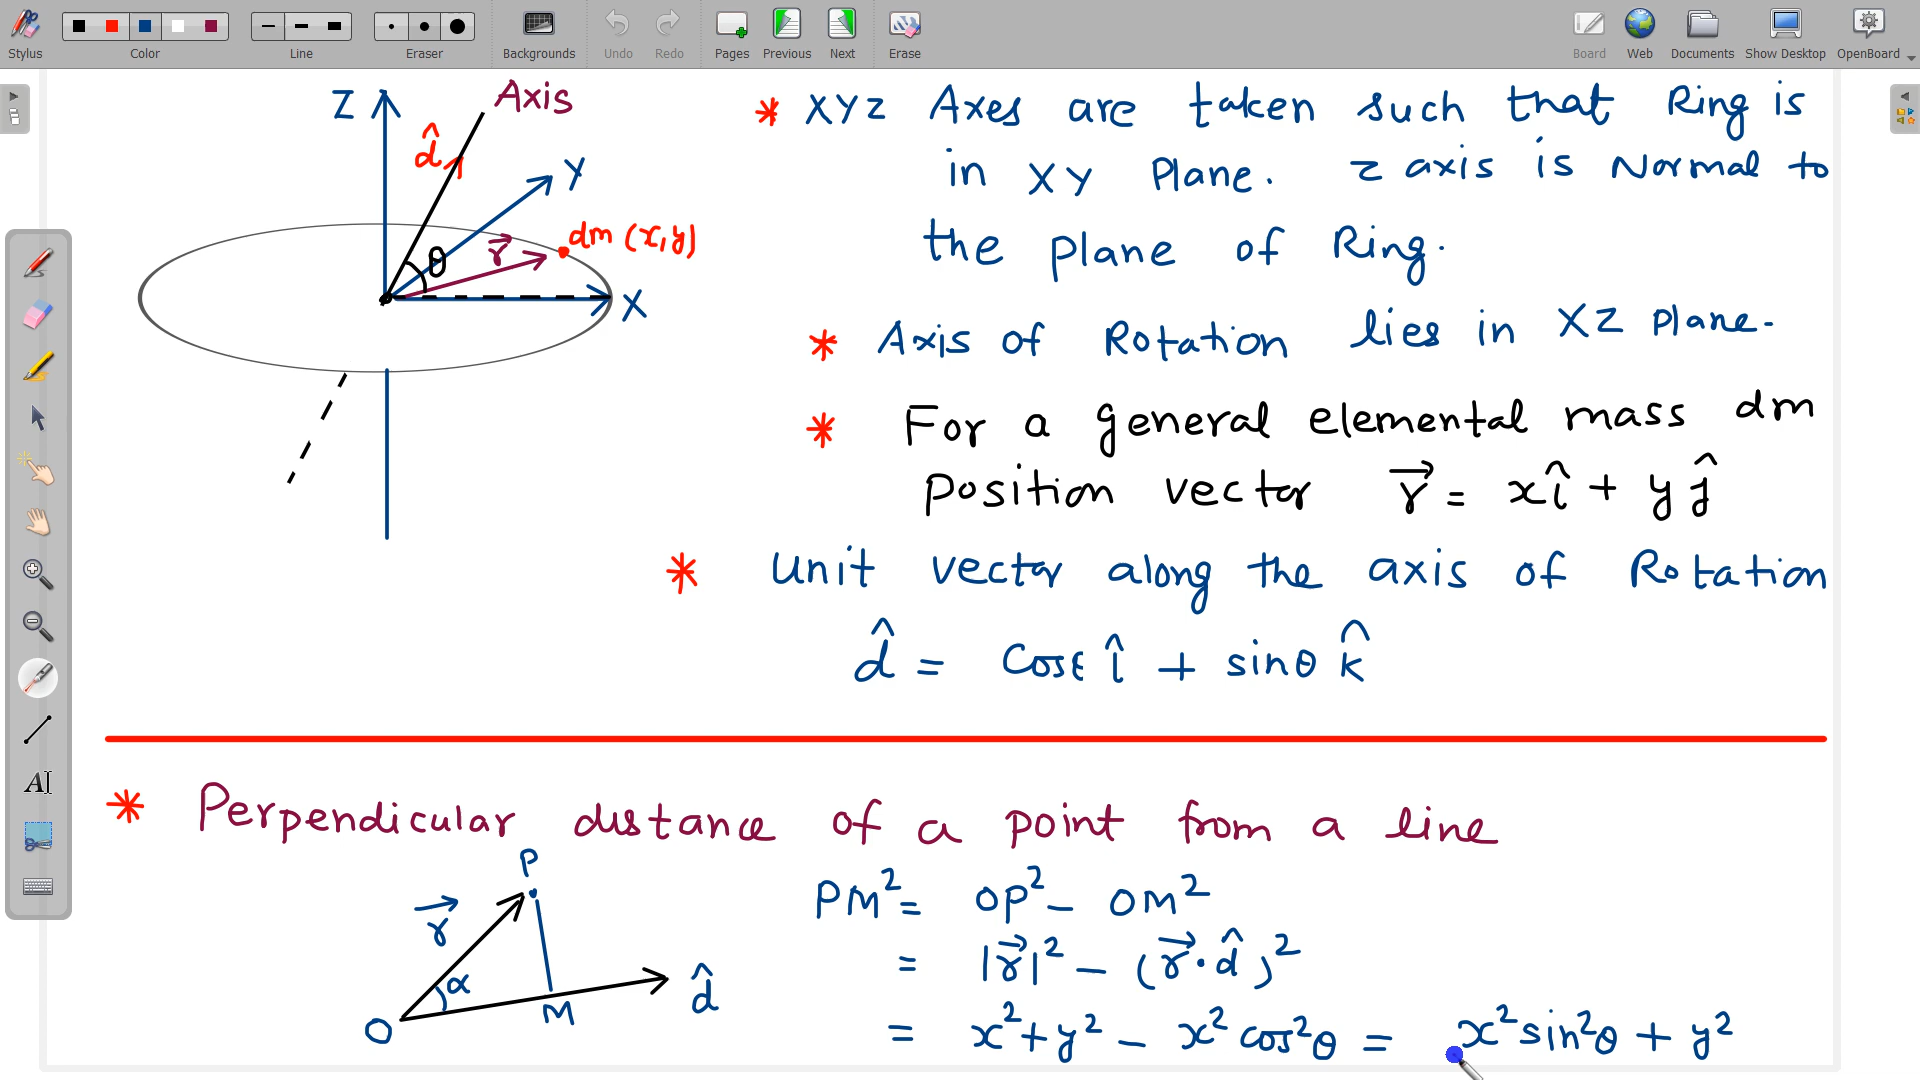 Stylus Color Line Eraser Backgrounds Undo Redo Pages Previous Next Erase Board Web Documents Show Desktop OpenBoard
Z
Axis
d̂
Y
θ
r⃗
dm (x,y)
X
* XYZ Axes are taken such that Ring is
in XY Plane. Z axis is Normal to
the plane of Ring.
* Axis of Rotation lies in XZ plane.
* For a general elemental mass dm
position vector r⃗ = xî + yĵ
* Unit vector along the axis of Rotation
d̂ = cosθ î + sinθ k̂
* Perpendicular distance of a point from a line
P
r⃗
α
O
M
d̂
PM² = OP² - OM²
= |r⃗|² - (r⃗·d̂)²
= x² + y² - x² cos²θ = x² sin²θ + y²
AI